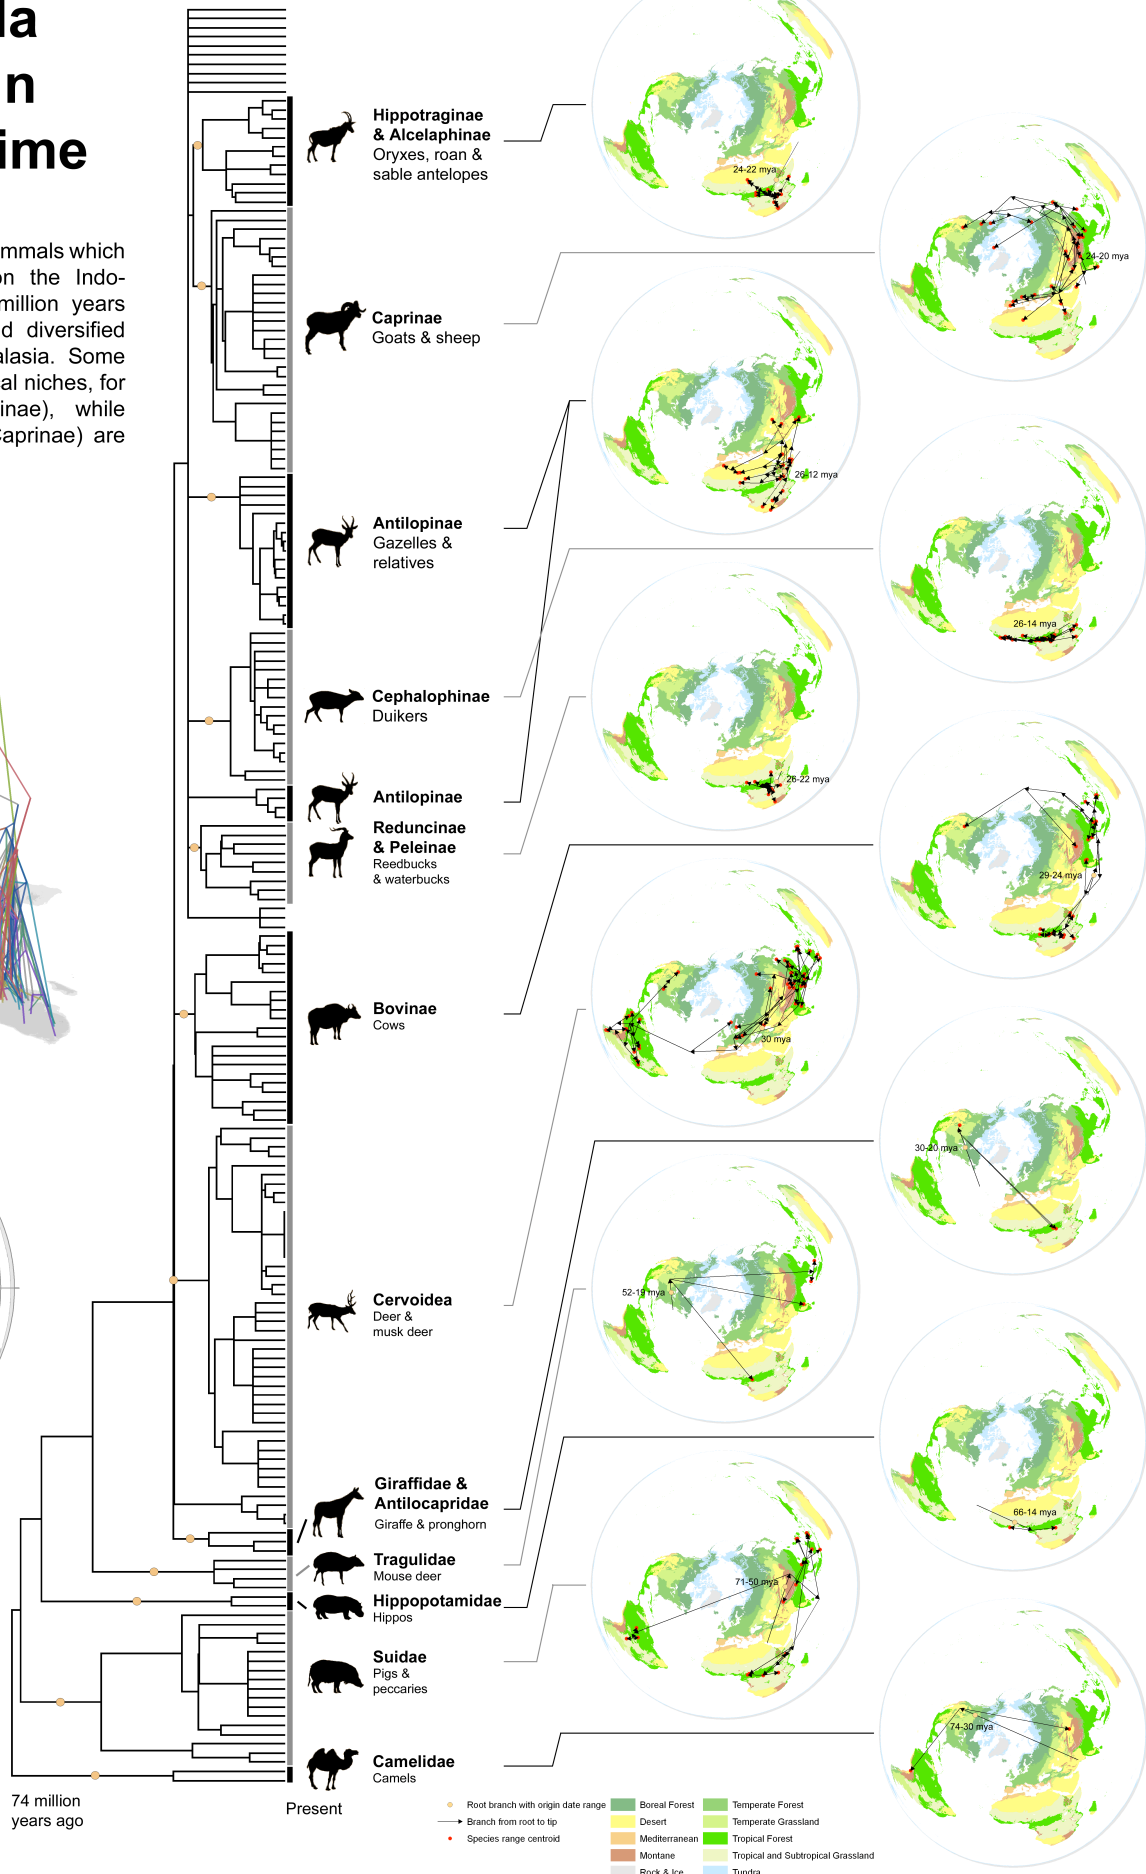 la
n
ime
mmals which
on the Indo-
million years
d diversified
alasia. Some
cal niches, for
inae), while
Caprinae) are
Hippotraginae
& Alcelaphinae
Oryxes, roan &
sable antelopes
24-22 mya
Caprinae
Goats & sheep
24-20 mya
Antilopinae
Gazelles &
relatives
26-12 mya
Cephalophinae
Duikers
26-14 mya
Antilopinae
Reduncinae
& Peleinae
Reedbucks
& waterbucks
26-22 mya
Bovinae
Cows
29-24 mya
Cervoidea
Deer &
musk deer
30 mya
Giraffidae &
Antilocapridae
Giraffe & pronghorn
30-20 mya
Tragulidae
Mouse deer
52-19 mya
Hippopotamidae
Hippos
66-14 mya
Suidae
Pigs &
peccaries
71-50 mya
Camelidae
Camels
74-30 mya
74 million
years ago
Present
Root branch with origin date range
Branch from root to tip
Species range centroid
Boreal Forest
Desert
Mediterranean
Montane
Rock & Ice
Temperate Forest
Temperate Grassland
Tropical Forest
Tropical and Subtropical Grassland
Tundra